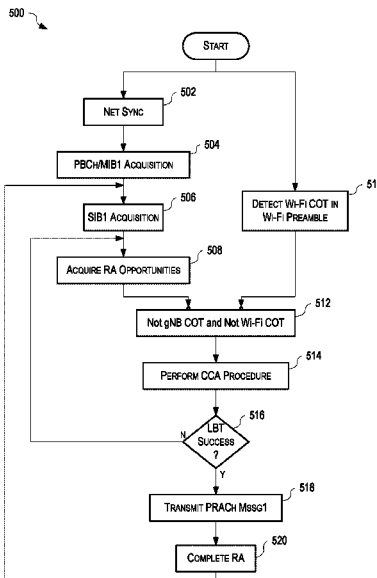 500
START
502
NET SYNC
504
PBCH/MIB1 ACQUISITION
506
SIB1 ACQUISITION
51
DETECT WI-FI COT IN
WI-FI PREAMBLE
508
ACQUIRE RA OPPORTUNITIES
512
Not gNB COT and Not Wi-Fi COT
514
PERFORM CCA PROCEDURE
516
LBT
SUCCESS
?
N
Y
518
TRANSMIT PRACH MSSG1
520
COMPLETE RA